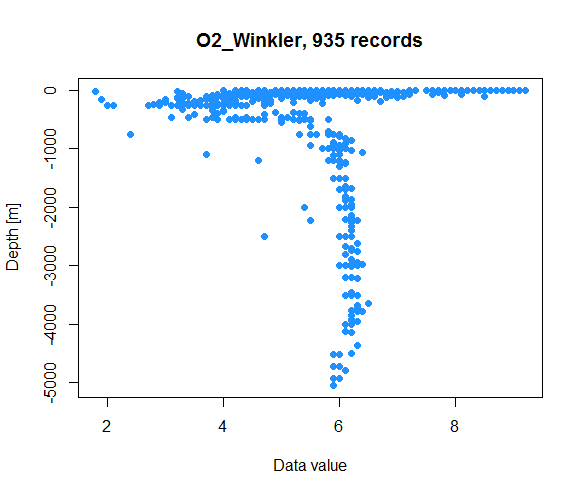 O2_Winkler, 935 records
Depth [m]
0
-1000
-2000
-3000
-4000
-5000
2 4 6 8
Data value